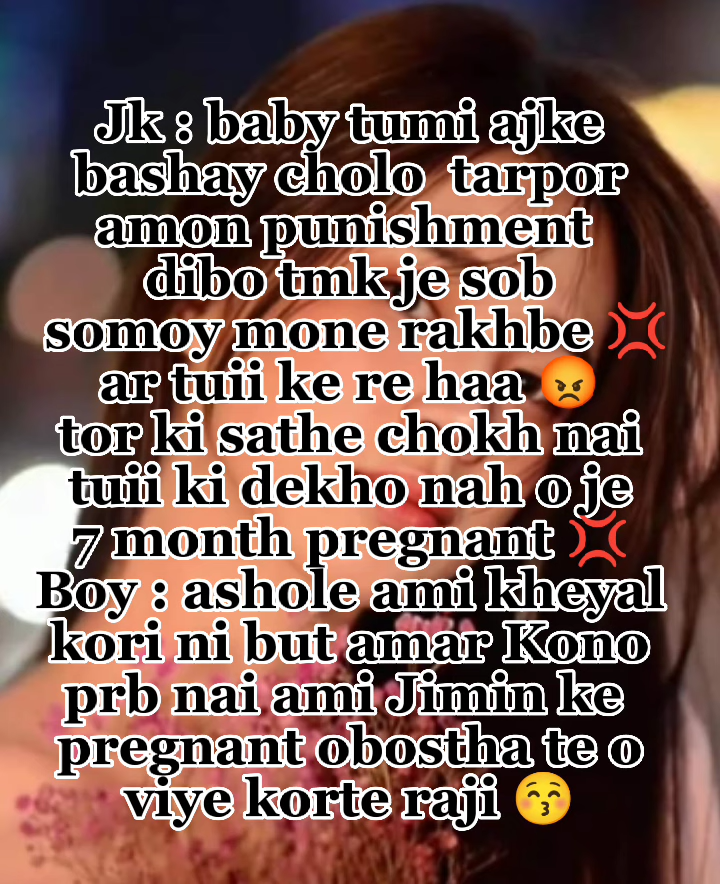 Jk : baby tumi ajke
bashay cholo tarpor
amon punishment
dibo tmk je sob
somoy mone rakhbe 💢
ar tuii ke re haa 😡
tor ki sathe chokh nai
tuii ki dekho nah o je
7 month pregnant 💢
Boy : ashole ami kheyal
kori ni but amar Kono
prb nai ami Jimin ke
pregnant obostha te o
viye korte raji 😚